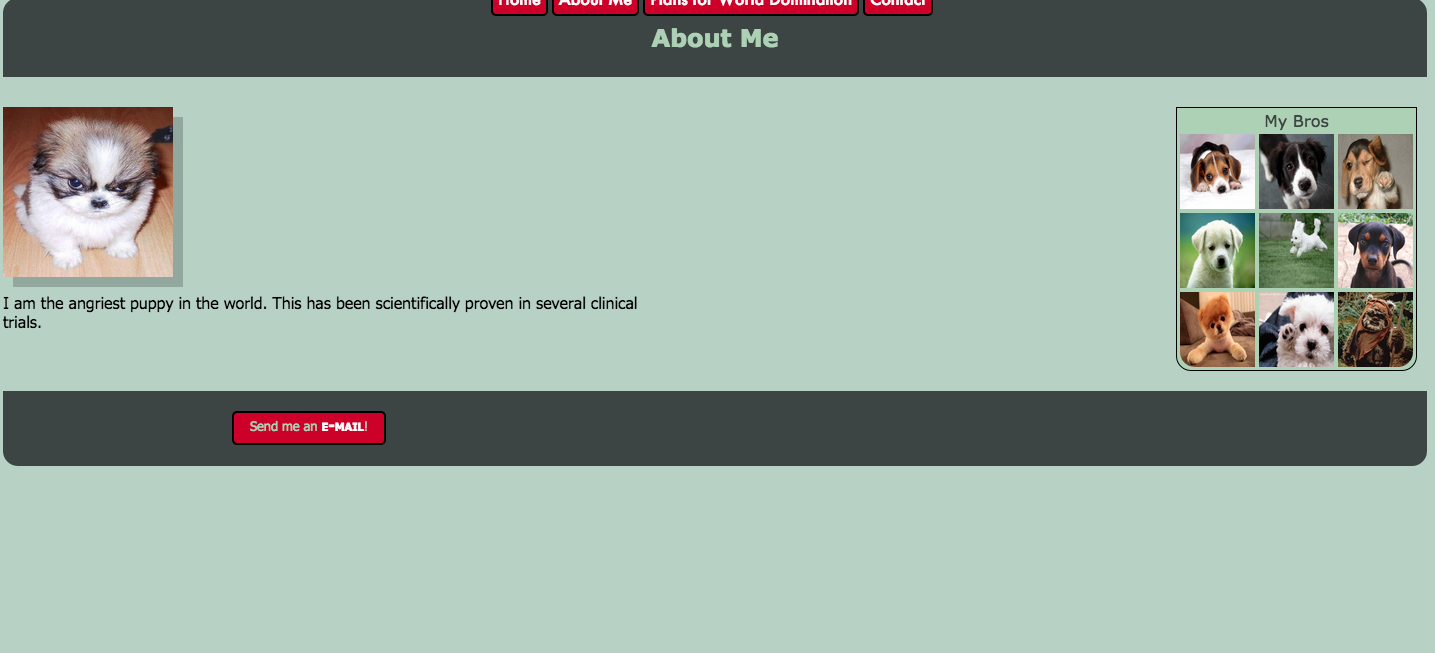 Home About Me Plans for World Domination Contact
About Me
My Bros
I am the angriest puppy in the world. This has been scientifically proven in several clinical
trials.
Send me an E-MAIL!